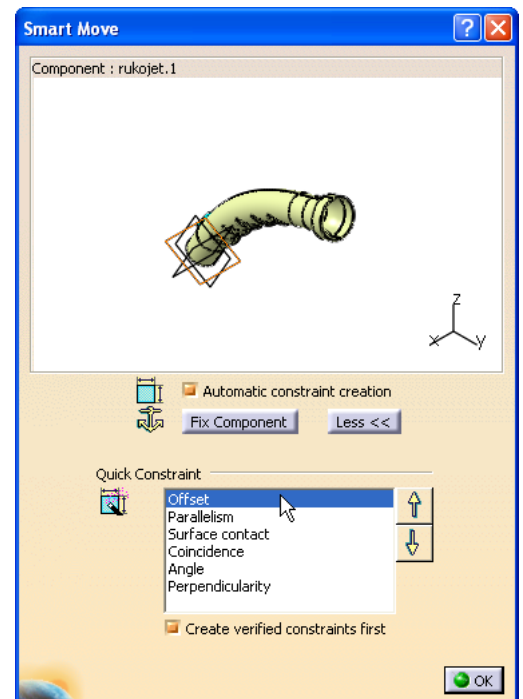 Smart Move
Component : rukojet.1
z
x y
Automatic constraint creation
Fix Component Less <<
Quick Constraint
Offset
Parallelism
Surface contact
Coincidence
Angle
Perpendicularity
Create verified constraints first
OK